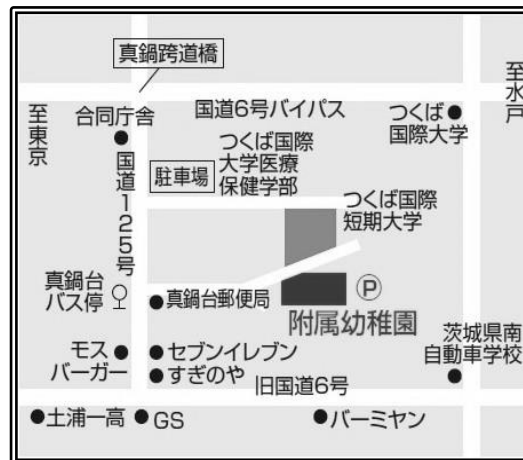 真鍋跨道橋
至水戸
至東京
合同庁舎
国道6号バイパス
つくば
国際大学
つくば国際
大学医療
保健学部
国道125号
駐車場
つくば国際
短期大学
真鍋台
バス停
真鍋台郵便局
P
附属幼稚園
茨城県南
自動車学校
モス
バーガー
セブンイレブン
すぎのや
旧国道6号
土浦一高
GS
バーミヤン